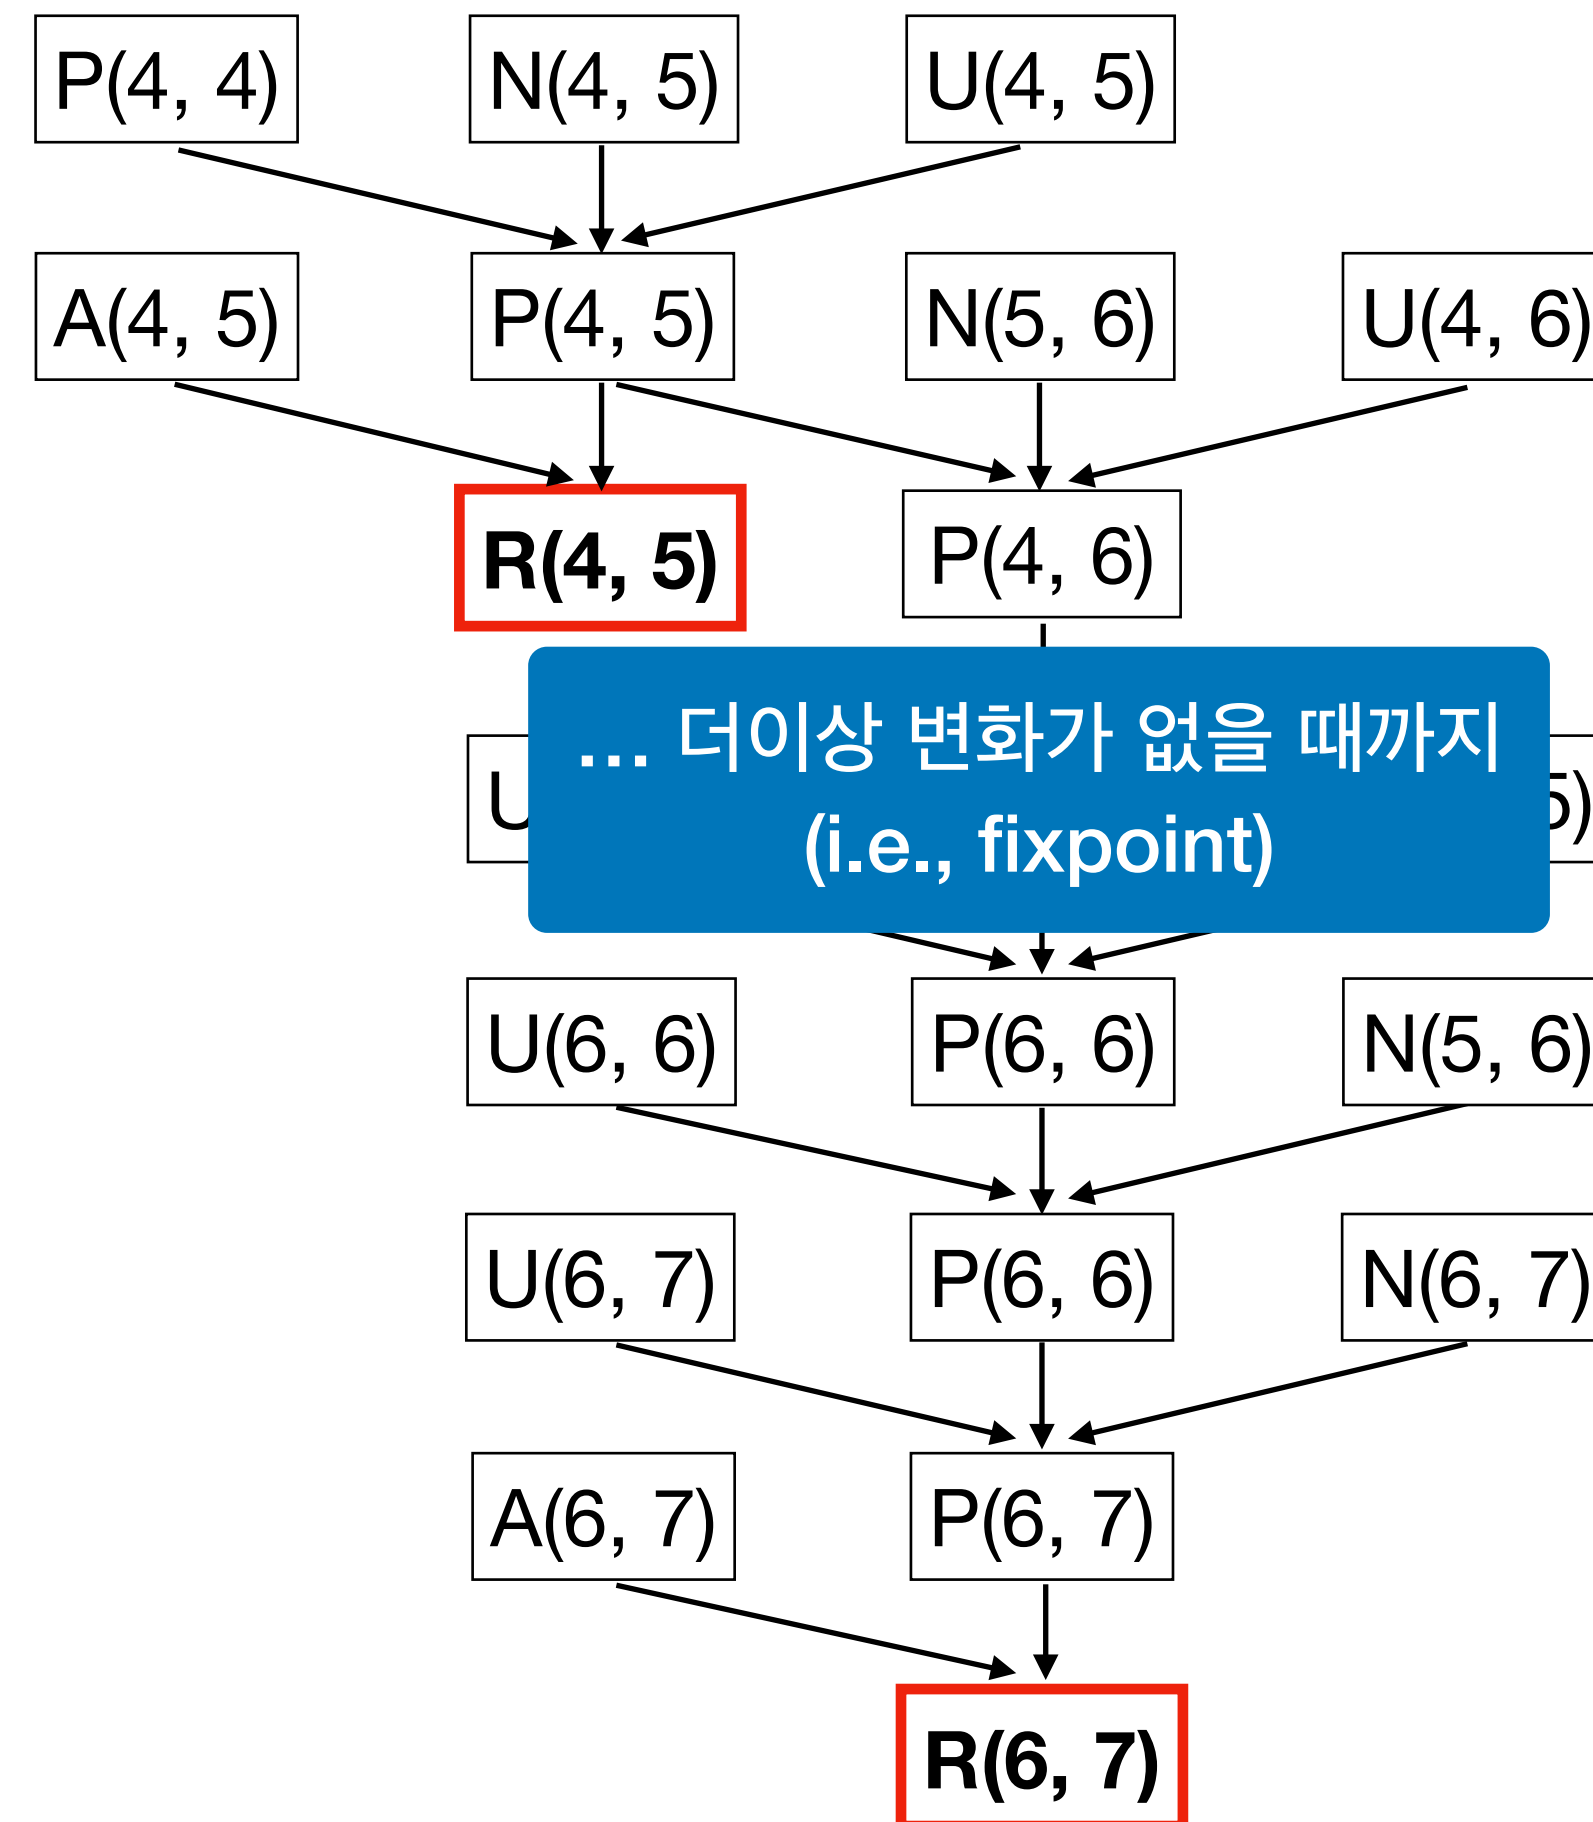 P(4, 4) N(4, 5) U(4, 5)
A(4, 5) P(4, 5) N(5, 6) U(4, 6)
R(4, 5) P(4, 6)
... 더이상 변화가 없을 때까지
(i.e., fixpoint)
U(6, 6) P(6, 6) N(5, 6)
U(6, 7) P(6, 6) N(6, 7)
A(6, 7) P(6, 7)
R(6, 7)